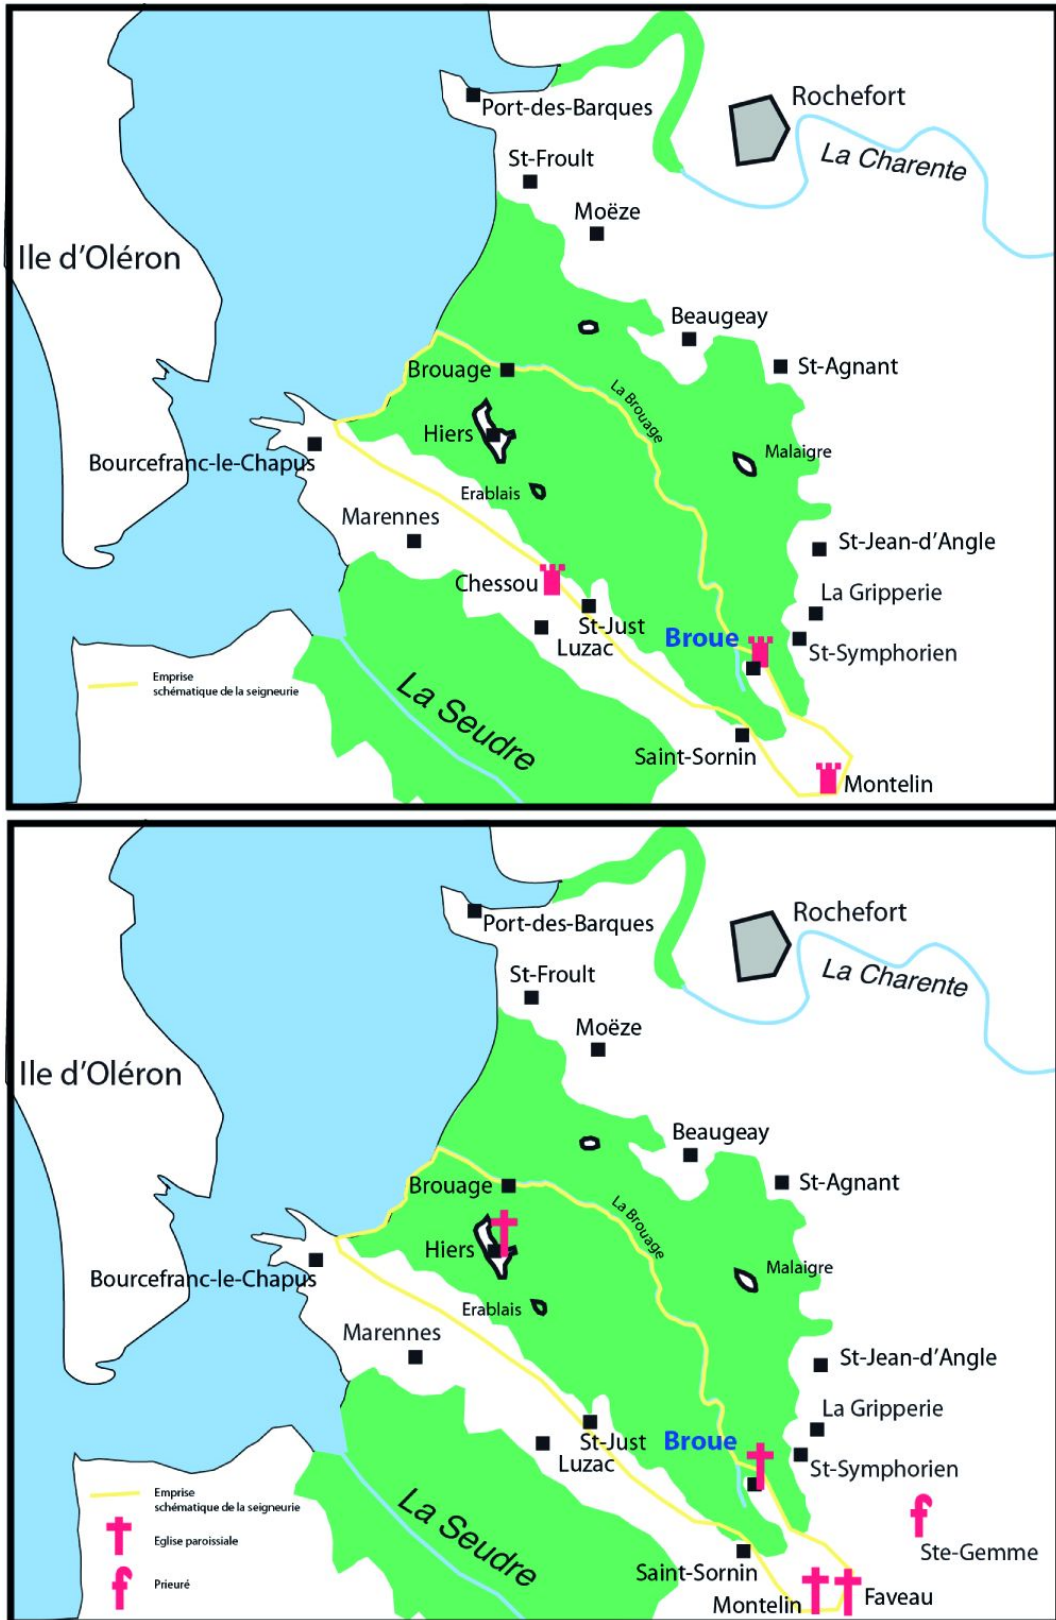 Rochefort
Port-des-Barques
La Charente
St-Froult
Moëze
Ile d'Oléron
Beaugeay
St-Agnant
Brouage
La Brouage
Hiers
Malaigre
Bourcefranc-le-Chapus
Erablais
Marennes
St-Jean-d'Angle
Chessou
La Gripperie
St-Just
Broue
Luzac
St-Symphorien
Emprise
schématique de la seigneurie
La Seudre
Saint-Sornin
Montelin
Rochefort
Port-des-Barques
La Charente
St-Froult
Moëze
Ile d'Oléron
Beaugeay
St-Agnant
Brouage
La Brouage
Hiers
Malaigre
Bourcefranc-le-Chapus
Erablais
Marennes
St-Jean-d'Angle
La Gripperie
St-Just
Broue
Luzac
St-Symphorien
Emprise
schématique de la seigneurie
La Seudre
Eglise paroissiale
Ste-Gemme
Saint-Sornin
Prieuré
Montelin
Faveau